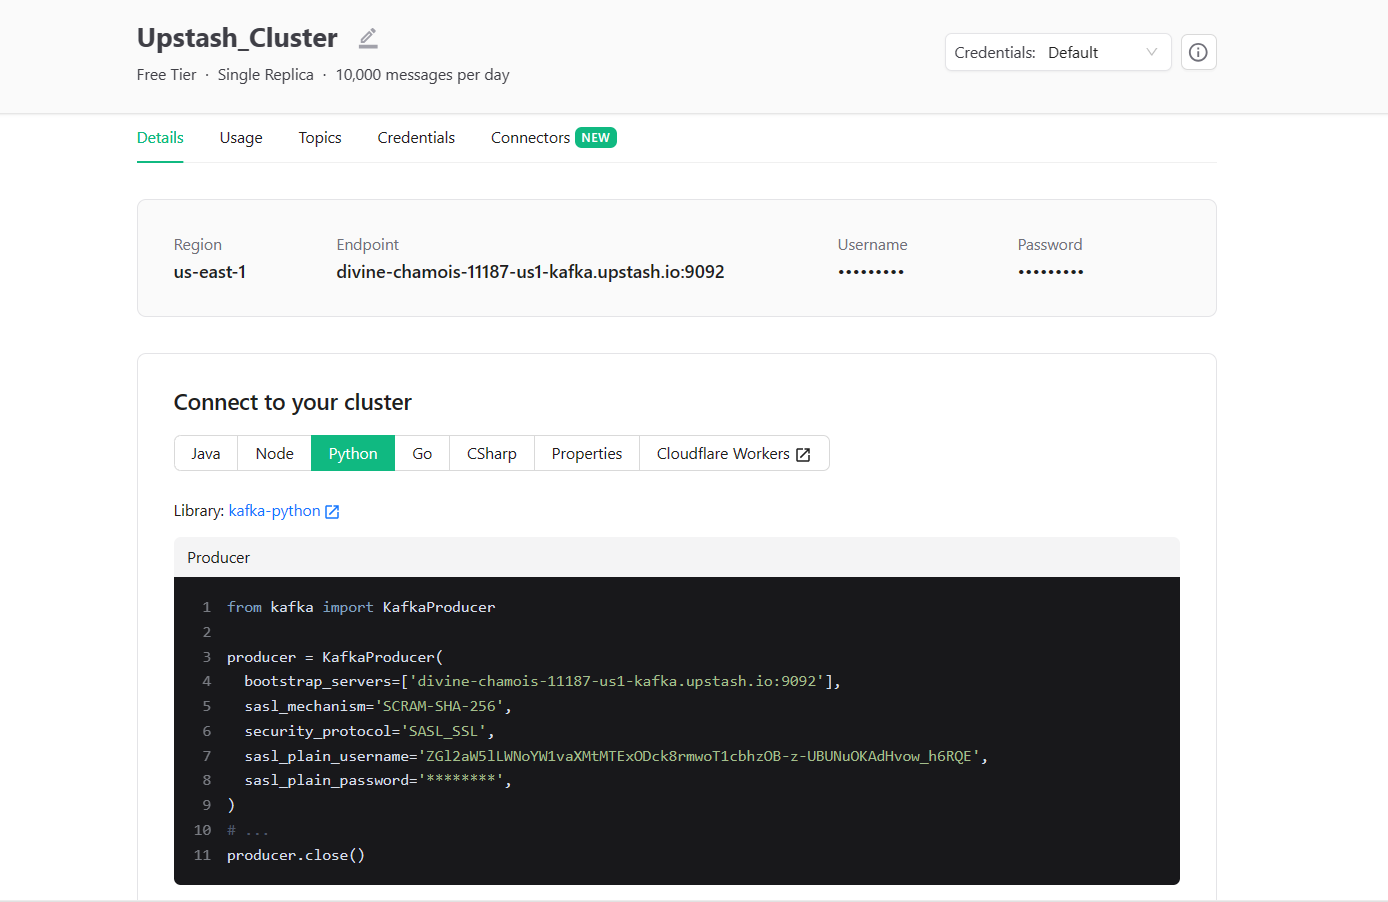 Upstash_Cluster
Free Tier · Single Replica · 10,000 messages per day
Credentials: Default
Details Usage Topics Credentials Connectors NEW
Region Endpoint Username Password
us-east-1 divine-chamois-11187-us1-kafka.upstash.io:9092 ••••••••• •••••••••
Connect to your cluster
Java Node Python Go CSharp Properties Cloudflare Workers
Library: kafka-python
Producer
1 from kafka import KafkaProducer
2
3 producer = KafkaProducer(
4 bootstrap_servers=['divine-chamois-11187-us1-kafka.upstash.io:9092'],
5 sasl_mechanism='SCRAM-SHA-256',
6 security_protocol='SASL_SSL',
7 sasl_plain_username='ZGl2aW5lLWNoYW1vaXMtMTExODck8rmwoT1cbhzOB-z-UBUNuOKAdHvow_h6RQE',
8 sasl_plain_password='********',
9 )
10 # ...
11 producer.close()